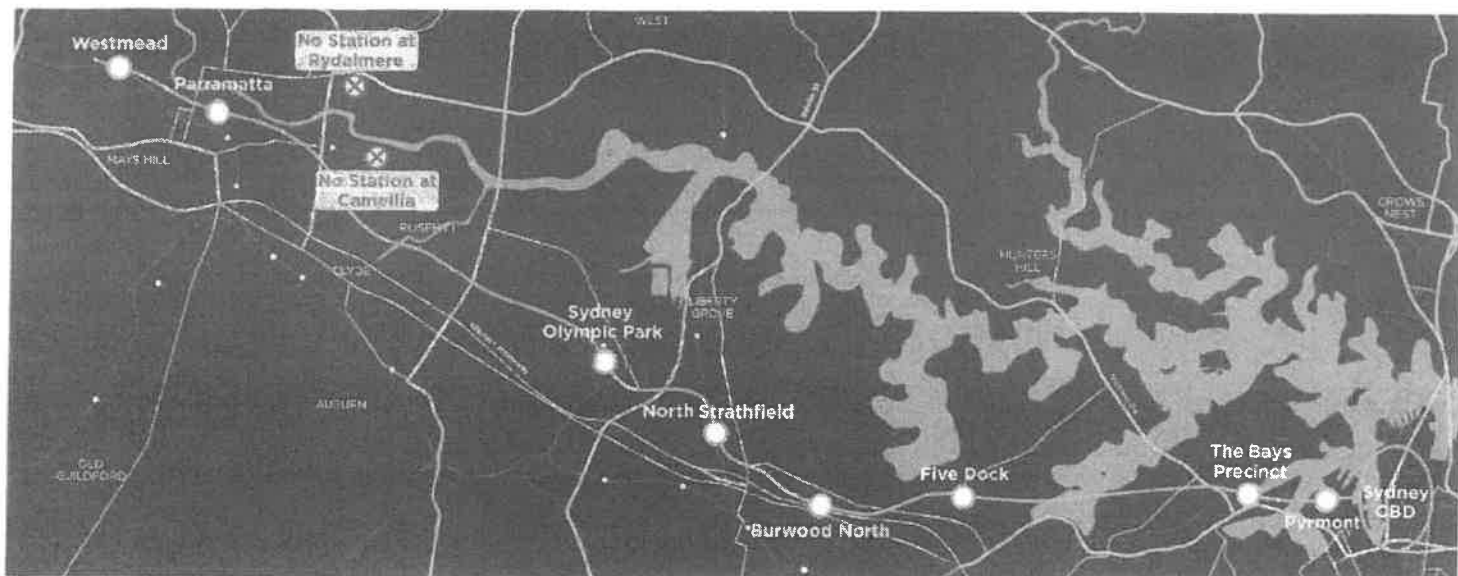 WEST
Westmead
No Station at
Rydalmere
Parramatta
MAYS HILL
No Station at
Camellia
CROWS
NEST
CLYDE
HUNTERS
HILL
LIBERTY
GROVE
Sydney
Olympic Park
AUBURN
North Strathfield
OLD
GUILDFORD
Five Dock
The Bays
Precinct
Burwood North
Pyrmont
Sydney
CBD